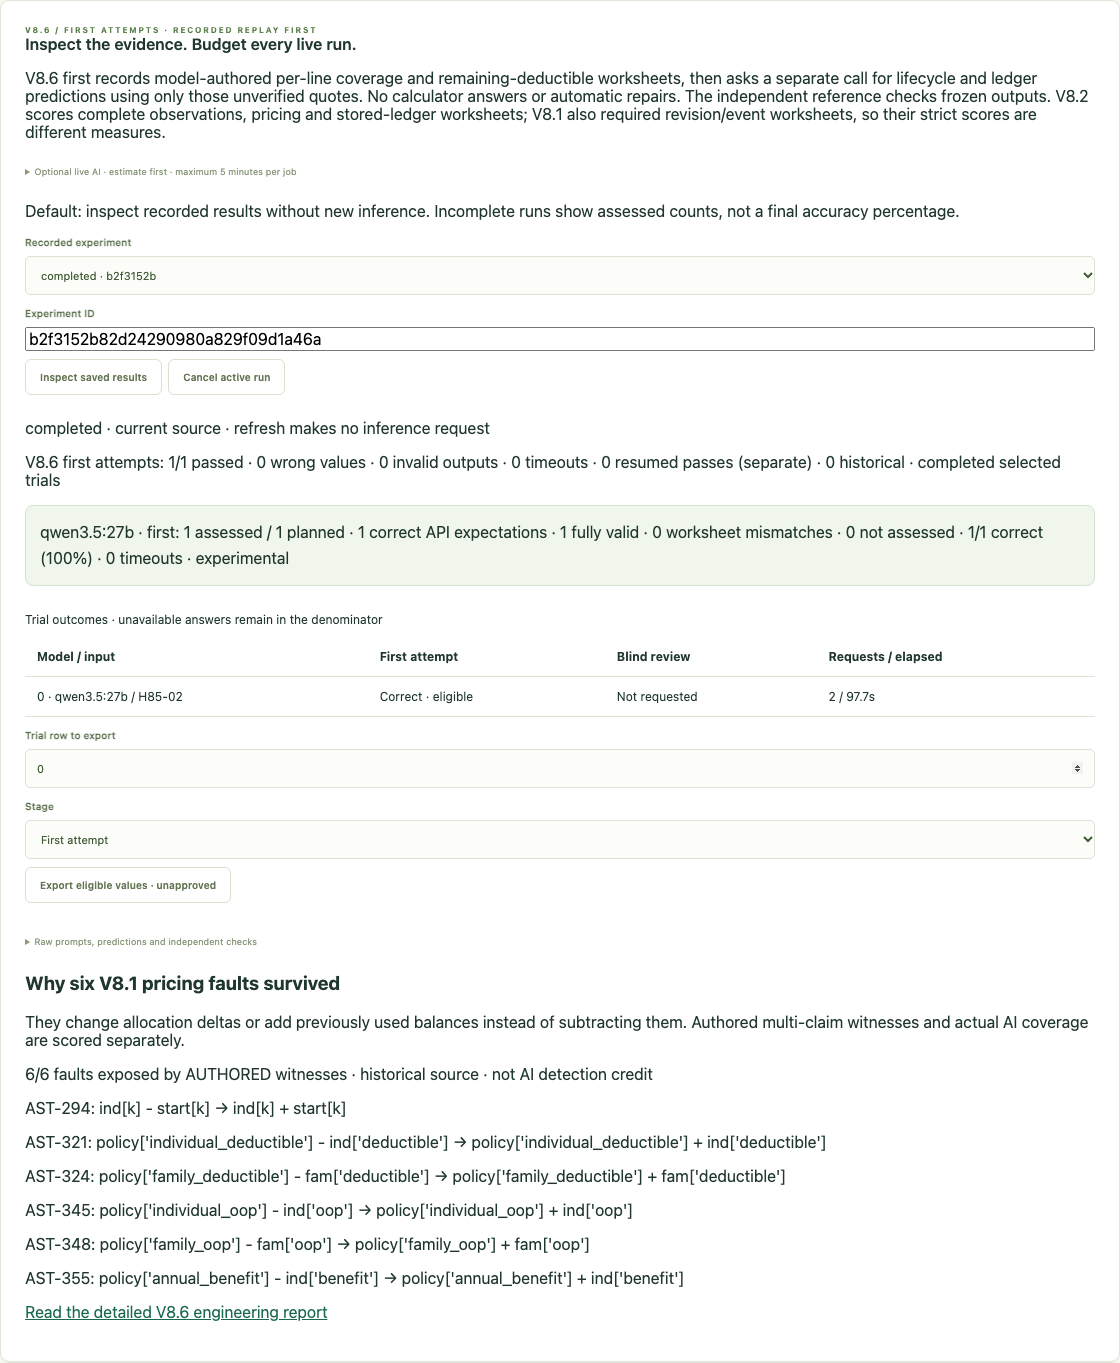 V8.6 / FIRST ATTEMPTS · RECORDED REPLAY FIRST
Inspect the evidence. Budget every live run.
V8.6 first records model-authored per-line coverage and remaining-deductible worksheets, then asks a separate call for lifecycle and ledger
predictions using only those unverified quotes. No calculator answers or automatic repairs. The independent reference checks frozen outputs. V8.2
scores complete observations, pricing and stored-ledger worksheets; V8.1 also required revision/event worksheets, so their strict scores are
different measures.
Optional live AI · estimate first · maximum 5 minutes per job
Default: inspect recorded results without new inference. Incomplete runs show assessed counts, not a final accuracy percentage.
Recorded experiment
completed · b2f3152b
Experiment ID
b2f3152b82d24290980a829f09d1a46a
Inspect saved results
Cancel active run
completed · current source · refresh makes no inference request
V8.6 first attempts: 1/1 passed · 0 wrong values · 0 invalid outputs · 0 timeouts · 0 resumed passes (separate) · 0 historical · completed selected
trials
qwen3.5:27b · first: 1 assessed / 1 planned · 1 correct API expectations · 1 fully valid · 0 worksheet mismatches · 0 not assessed · 1/1 correct
(100%) · 0 timeouts · experimental
Trial outcomes · unavailable answers remain in the denominator
Model / input First attempt Blind review Requests / elapsed
0 · qwen3.5:27b / H85-02 Correct · eligible Not requested 2 / 97.7s
Trial row to export
0
Stage
First attempt
Export eligible values · unapproved
Raw prompts, predictions and independent checks
Why six V8.1 pricing faults survived
They change allocation deltas or add previously used balances instead of subtracting them. Authored multi-claim witnesses and actual AI coverage
are scored separately.
6/6 faults exposed by AUTHORED witnesses · historical source · not AI detection credit
AST-294: ind[k] - start[k] → ind[k] + start[k]
AST-321: policy['individual_deductible'] - ind['deductible'] → policy['individual_deductible'] + ind['deductible']
AST-324: policy['family_deductible'] - fam['deductible'] → policy['family_deductible'] + fam['deductible']
AST-345: policy['individual_oop'] - ind['oop'] → policy['individual_oop'] + ind['oop']
AST-348: policy['family_oop'] - fam['oop'] → policy['family_oop'] + fam['oop']
AST-355: policy['annual_benefit'] - ind['benefit'] → policy['annual_benefit'] + ind['benefit']
Read the detailed V8.6 engineering report